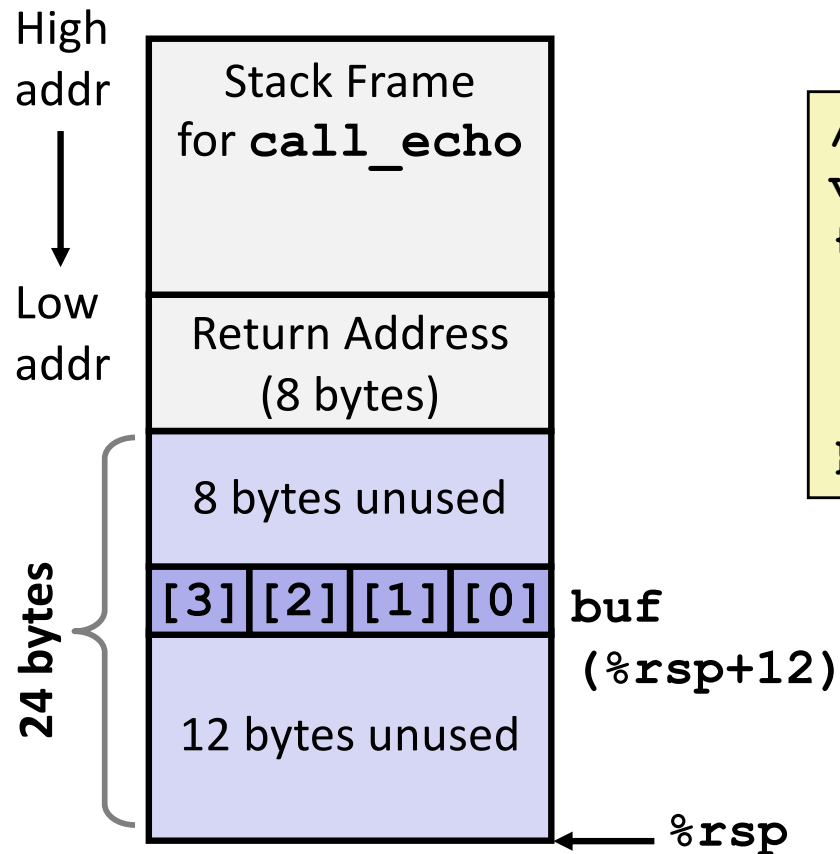 High
addr
Low
addr
Stack Frame
for call_echo
Return Address
(8 bytes)
8 bytes unused
24 bytes
[3] [2] [1] [0]
buf
(%rsp+12)
12 bytes unused
%rsp